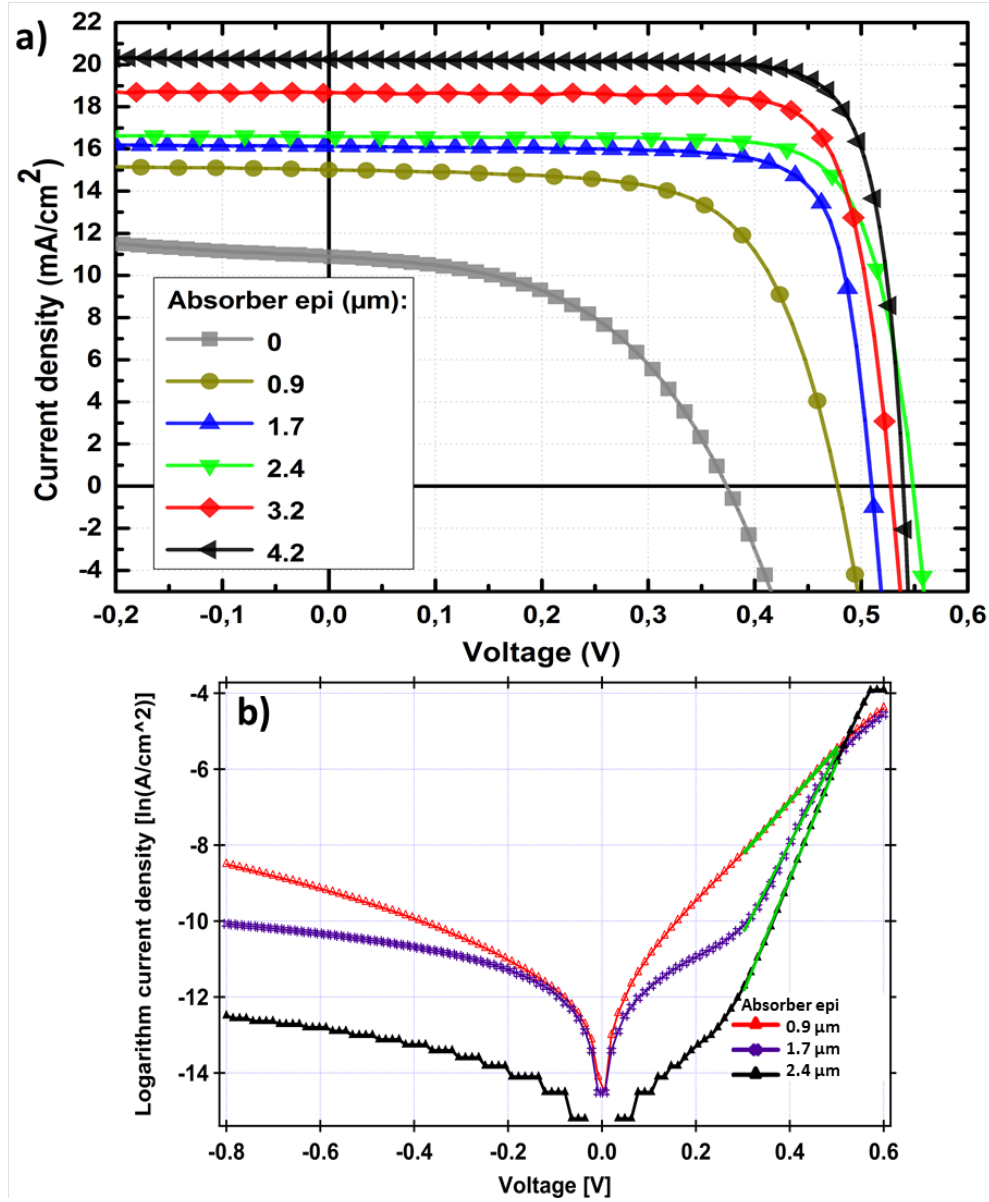 a)
22
20
18
16
14
12
10
8
6
4
2
0
-2
-4
Current density (mA/cm²)
Absorber epi (μm):
0
0.9
1.7
2.4
3.2
4.2
-0,2 -0,1 0,0 0,1 0,2 0,3 0,4 0,5 0,6
Voltage (V)
b)
-4
-6
-8
-10
-12
-14
Logarithm current density [ln(A/cm^2)]
Absorber epi
0.9 μm
1.7 μm
2.4 μm
-0.8 -0.6 -0.4 -0.2 0.0 0.2 0.4 0.6
Voltage [V]